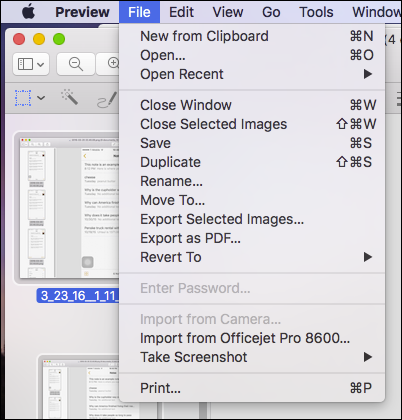 Preview File Edit View Go Tools Window
(4
New from Clipboard ⌘N
Open... ⌘O
Open Recent ▶
Close Window ⌘W
Close Selected Images ⇧⌘W
Save ⌘S
Duplicate ⇧⌘S
Rename...
Move To...
Export Selected Images...
Export as PDF...
Revert To ▶
Enter Password...
Import from Camera...
Import from Officejet Pro 8600...
Take Screenshot ▶
Print... ⌘P
3_23_16__1_11_